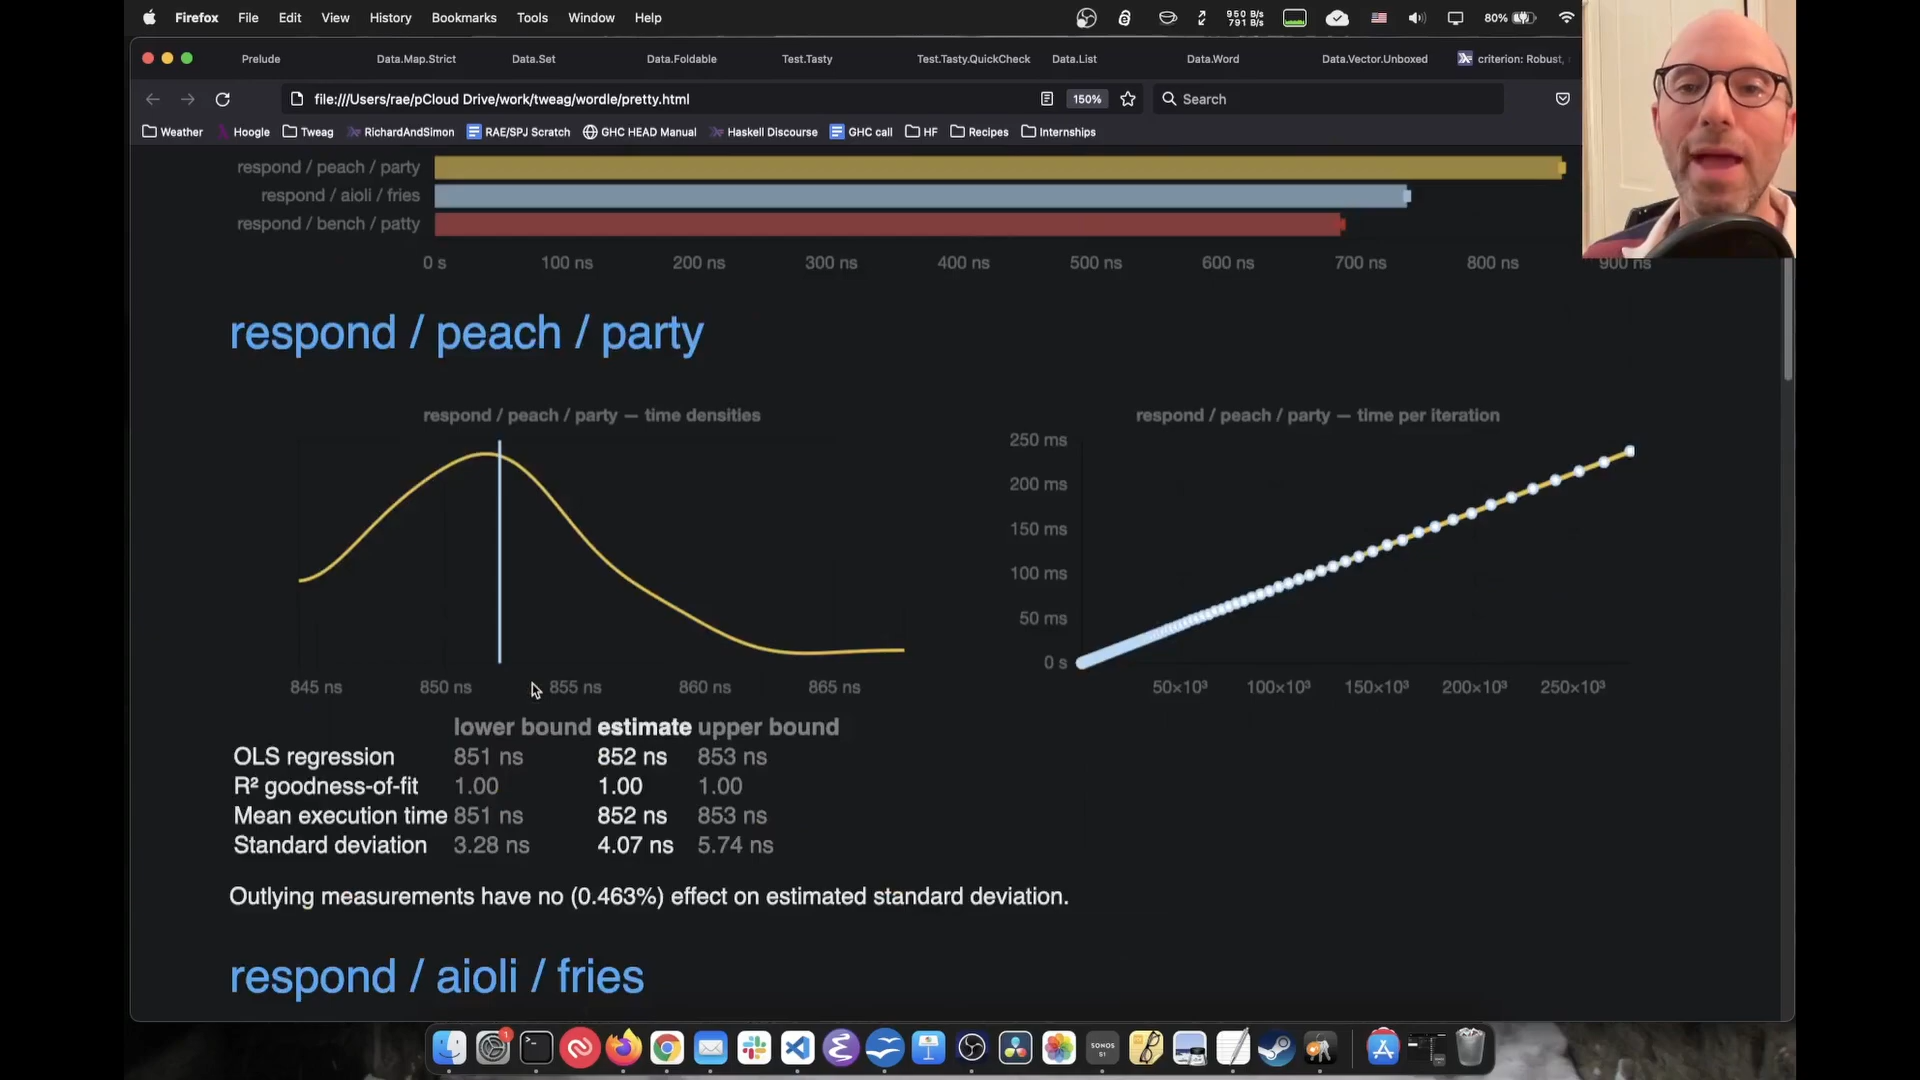 Firefox File Edit View History Bookmarks Tools Window Help
950 B/s
791 B/s
80%
Prelude Data.Map.Strict Data.Set Data.Foldable Test.Tasty Test.Tasty.QuickCheck Data.List Data.Word Data.Vector.Unboxed criterion: Robust,
file:///Users/rae/pCloud Drive/work/tweag/wordle/pretty.html 150% Search
Weather Hoogle Tweag RichardAndSimon RAE/SPJ Scratch GHC HEAD Manual Haskell Discourse GHC call HF Recipes Internships
respond / peach / party
respond / aioli / fries
respond / bench / patty
0 s 100 ns 200 ns 300 ns 400 ns 500 ns 600 ns 700 ns 800 ns 900 ns
respond / peach / party
respond / peach / party — time densities
845 ns 850 ns 855 ns 860 ns 865 ns
respond / peach / party — time per iteration
250 ms
200 ms
150 ms
100 ms
50 ms
0 s
50×10³ 100×10³ 150×10³ 200×10³ 250×10³
lower bound estimate upper bound
OLS regression 851 ns 852 ns 853 ns
R² goodness-of-fit 1.00 1.00 1.00
Mean execution time 851 ns 852 ns 853 ns
Standard deviation 3.28 ns 4.07 ns 5.74 ns
Outlying measurements have no (0.463%) effect on estimated standard deviation.
respond / aioli / fries
1
SONOS
S1